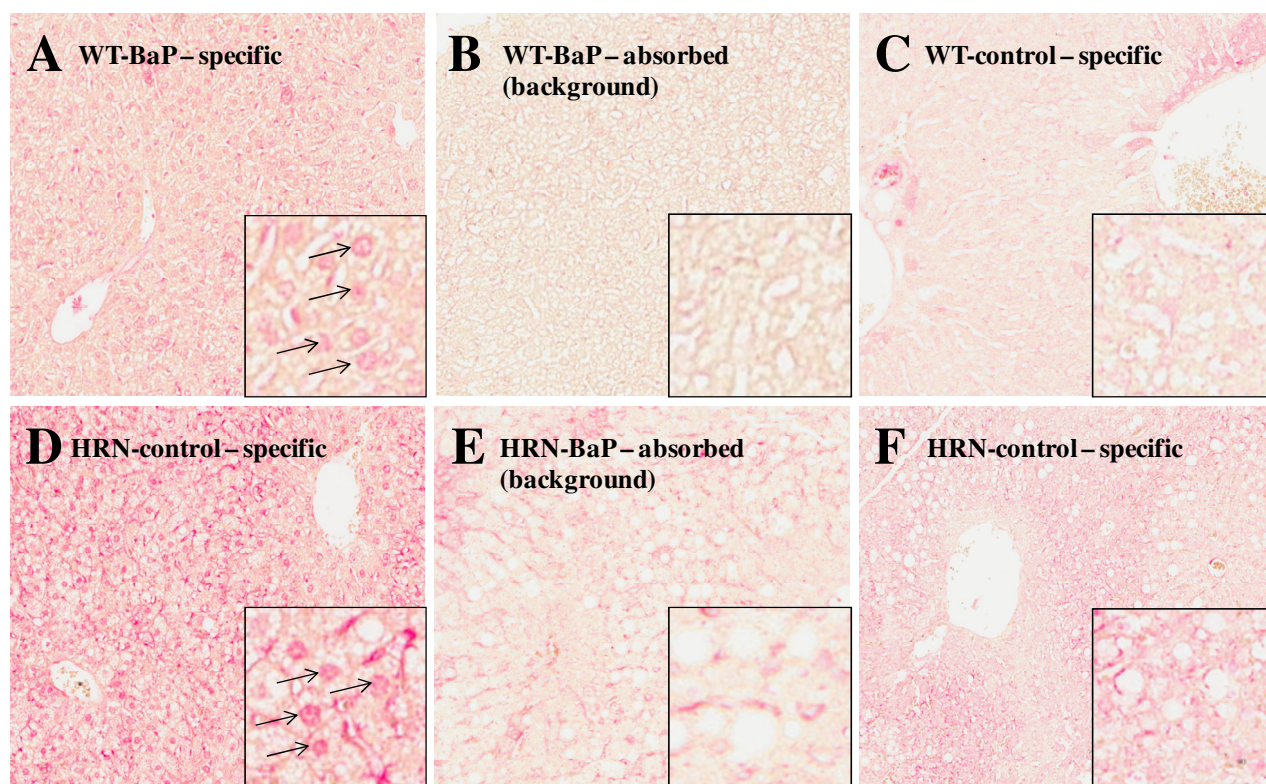 A WT-BaP – specific
B WT-BaP – absorbed
(background)
C WT-control – specific
D HRN-control – specific
E HRN-BaP – absorbed
(background)
F HRN-control – specific